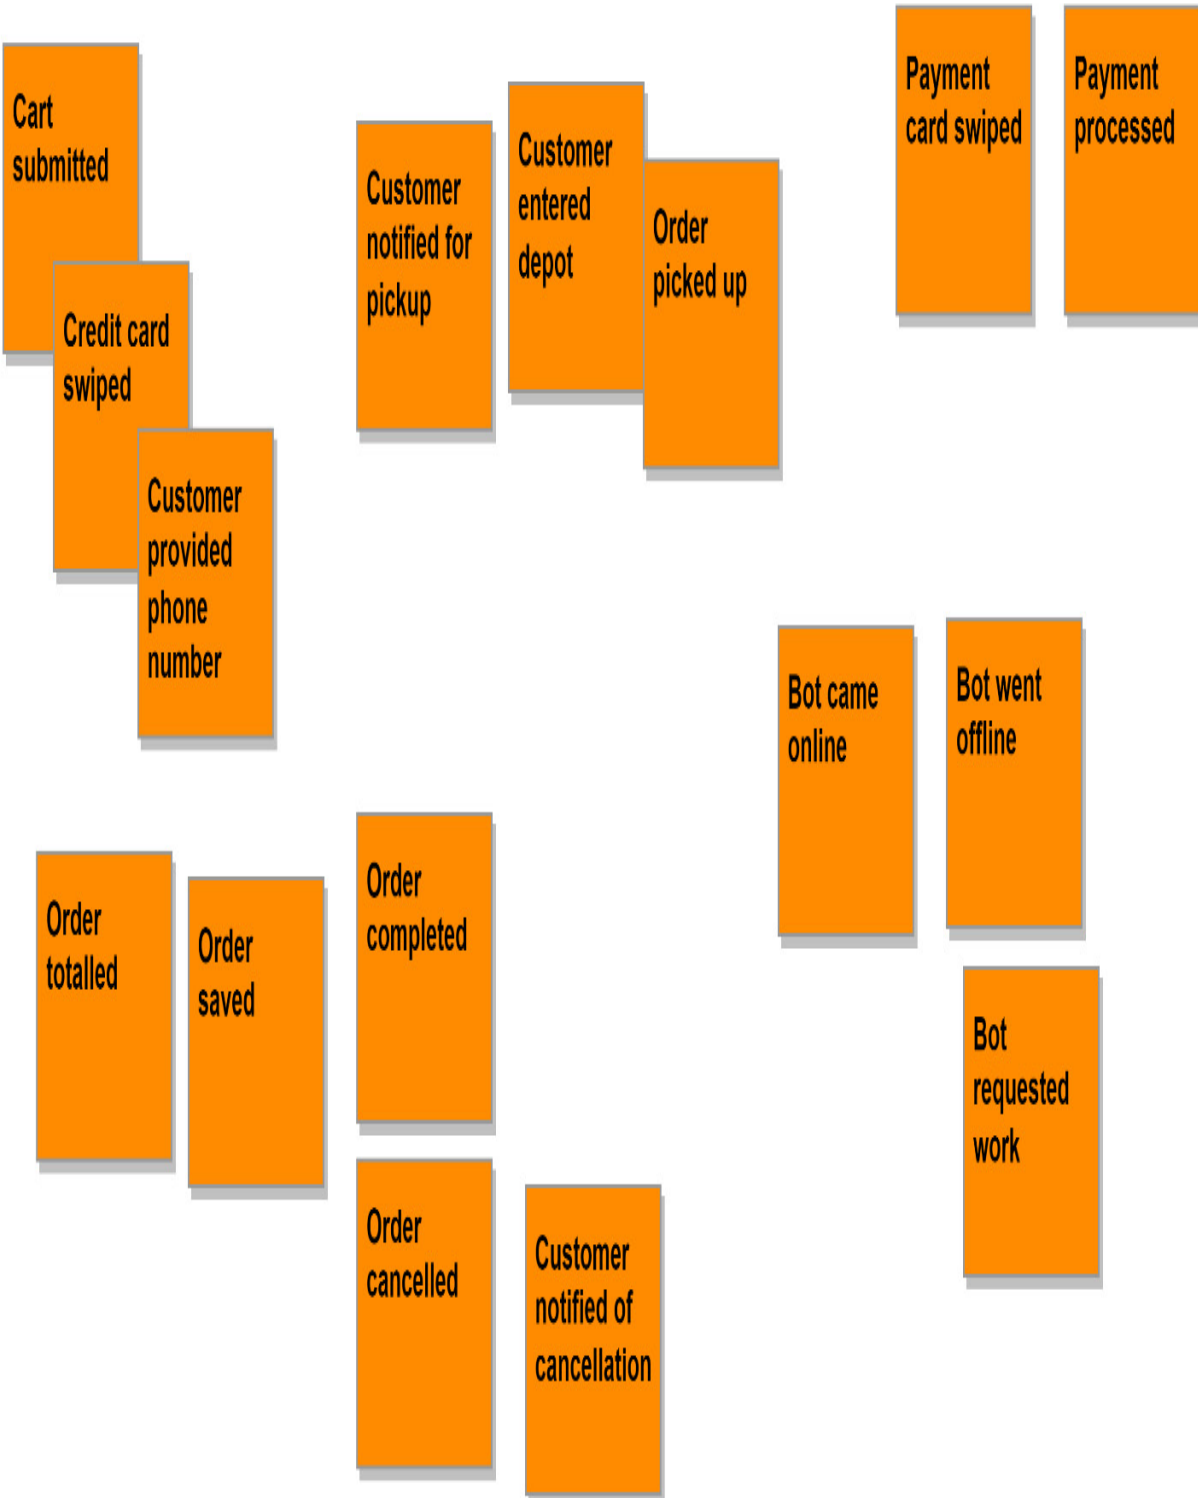 Cart
submitted
Credit card
swiped
Customer
provided
phone
number
Customer
notified for
pickup
Customer
entered
depot
Order
picked up
Payment
card swiped
Payment
processed
Bot came
online
Bot went
offline
Bot
requested
work
Order
totalled
Order
saved
Order
completed
Order
cancelled
Customer
notified of
cancellation